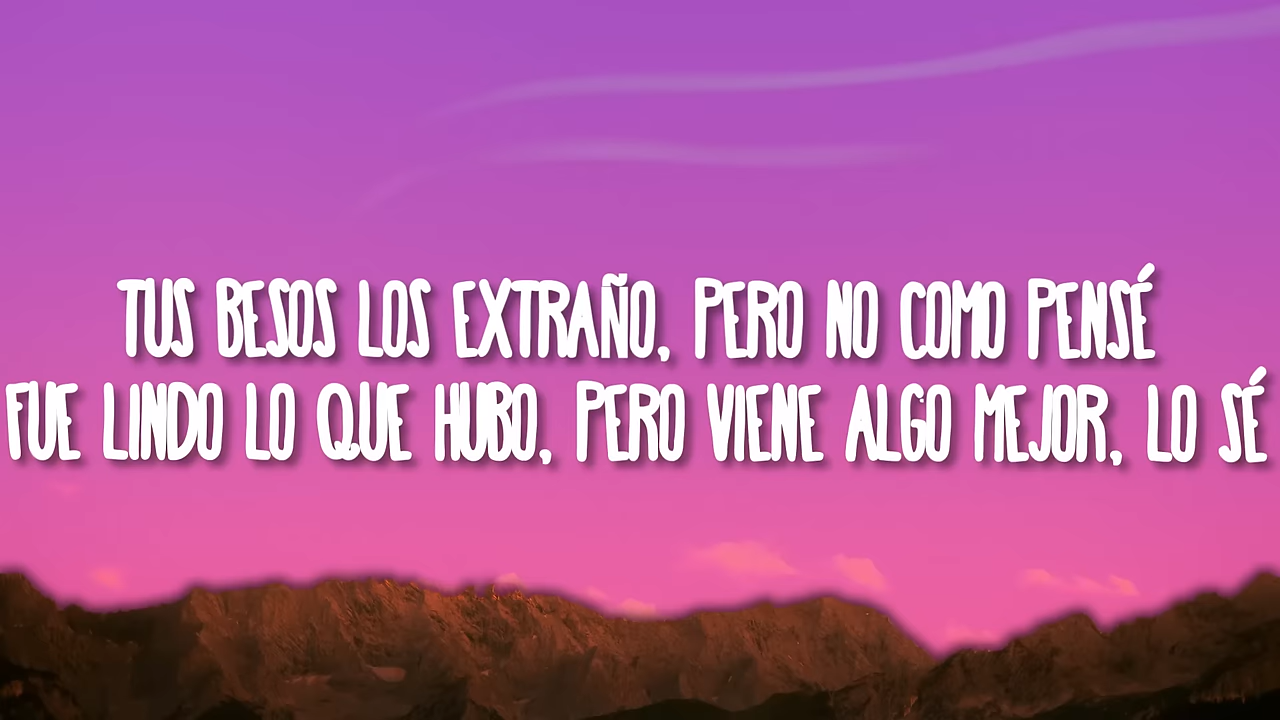 TUS BESOS LOS EXTRAÑO, PERO NO COMO PENSÉ
FUE LINDO LO QUE HUBO, PERO VIENE ALGO MEJOR, LO SÉ